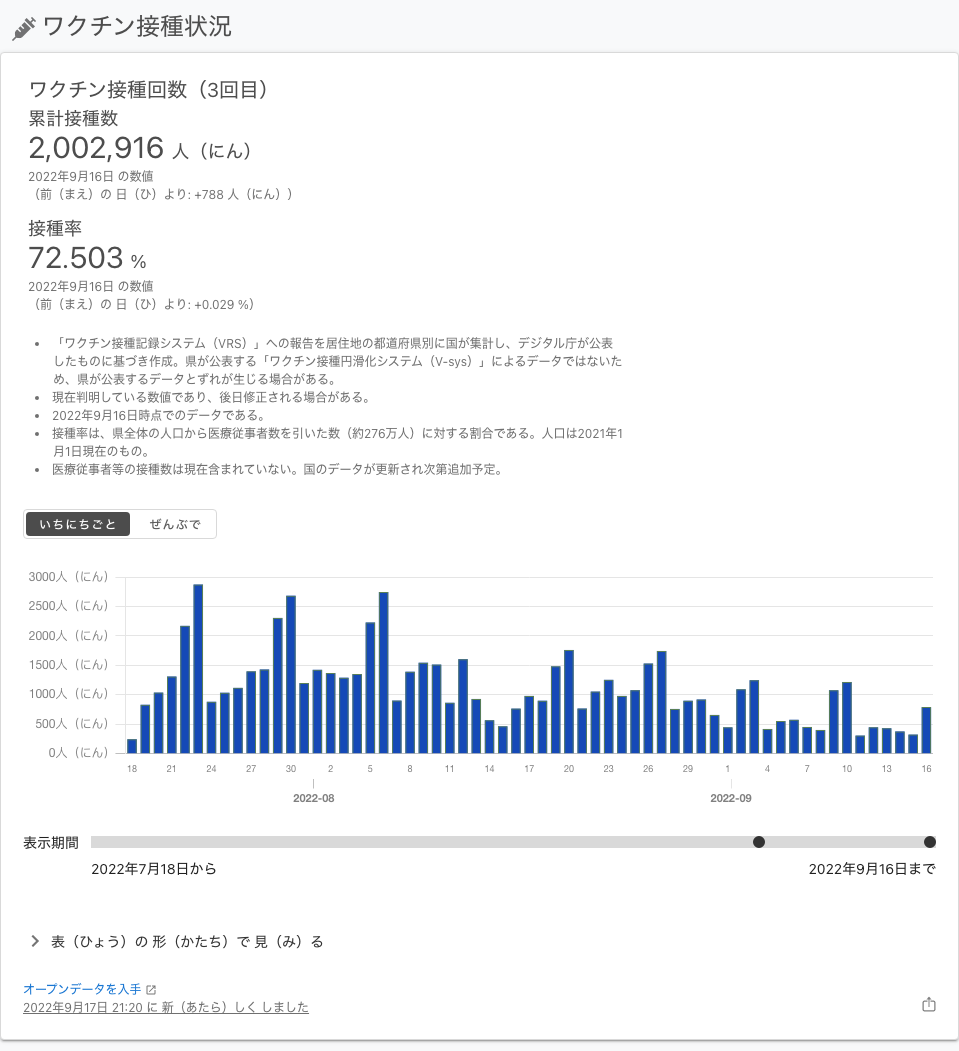 ワクチン接種状況
ワクチン接種回数（3回目）
累計接種数
2,002,916 人（にん）
2022年9月16日 の数値
（前（まえ）の 日（ひ）より: +788 人（にん））
接種率
72.503 %
2022年9月16日 の数値
（前（まえ）の 日（ひ）より: +0.029 %）
「ワクチン接種記録システム（VRS）」への報告を居住地の都道府県別に国が集計し、デジタル庁が公表
したものに基づき作成。県が公表する「ワクチン接種円滑化システム（V-sys）」によるデータではないた
め、県が公表するデータとずれが生じる場合がある。
現在判明している数値であり、後日修正される場合がある。
2022年9月16日時点でのデータである。
接種率は、県全体の人口から医療従事者数を引いた数（約276万人）に対する割合である。人口は2021年1
月1日現在のもの。
医療従事者等の接種数は現在含まれていない。国のデータが更新され次第追加予定。
いちにちごと ぜんぶで
3000人（にん）
2500人（にん）
2000人（にん）
1500人（にん）
1000人（にん）
500人（にん）
0人（にん）
18 21 24 27 30 2 5 8 11 14 17 20 23 26 29 1 4 7 10 13 16
2022-08 2022-09
表示期間
2022年7月18日から 2022年9月16日まで
表（ひょう）の 形（かたち）で 見（み）る
オープンデータを入手
2022年9月17日 21:20 に 新（あたら）しく しました